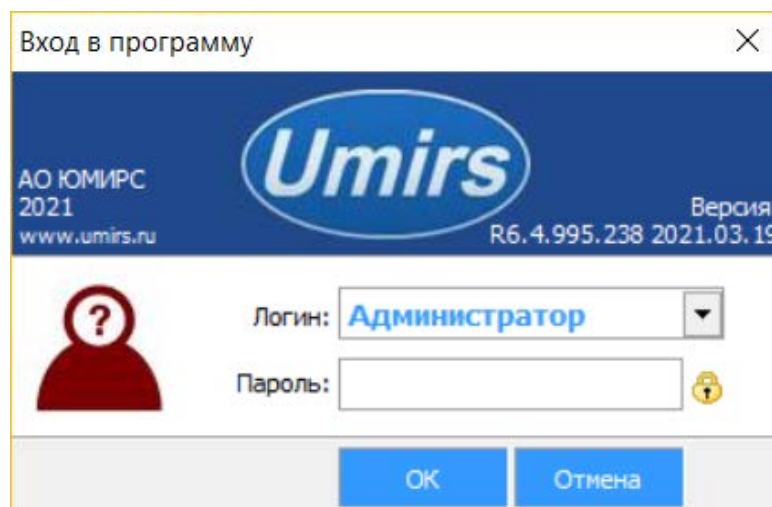 Вход в программу
Umirs
АО ЮМИРС
2021
www.umirs.ru
Версия
R6.4.995.238 2021.03.19
?
Логин: Администратор
Пароль:
ОК Отмена